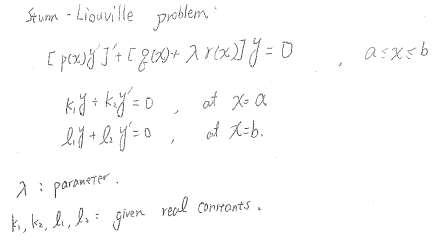 Sturm-Liouville problem:
[p(x)y']'+[q(x)+λr(x)]y=0 , a≤x≤b
k₁y+k₂y'=0 , at x=a
l₁y+l₂y'=0 , at x=b.
λ: parameter.
k₁, k₂, l₁, l₂: given real constants.